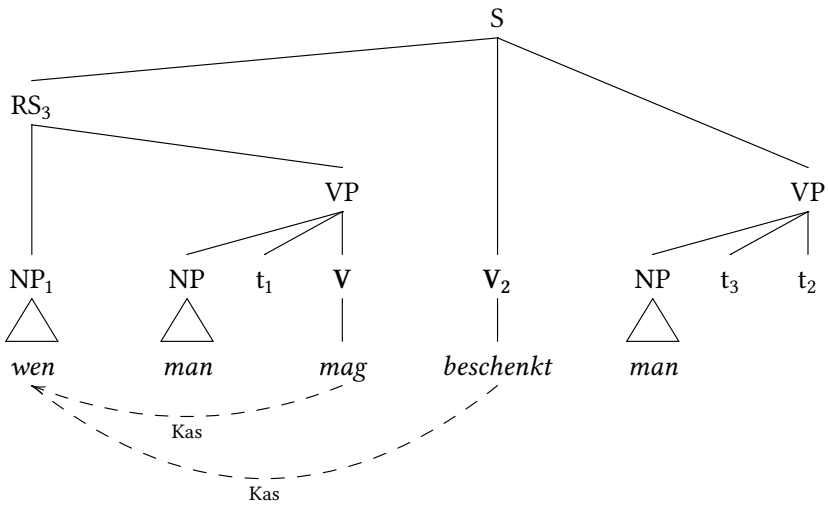 S
RS₃
VP VP
NP₁ NP t₁ V V₂ NP t₃ t₂
wen man mag beschenkt man
Kas
Kas